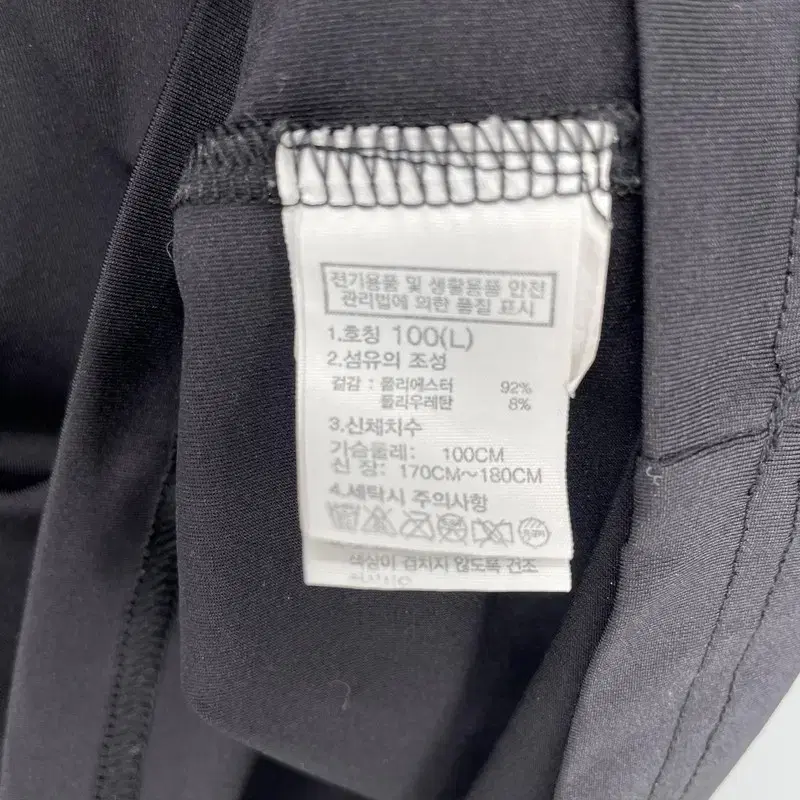 전기용품 및 생활용품 안전
관리법에 의한 품질 표시
1.호칭 100(L)
2.섬유의 조성
겉감 : 폴리에스터 92%
폴리우레탄 8%
3.신체치수
가슴둘레: 100CM
신 장: 170CM~180CM
4.세탁시 주의사항
색상이 겹치지 않도록 건조